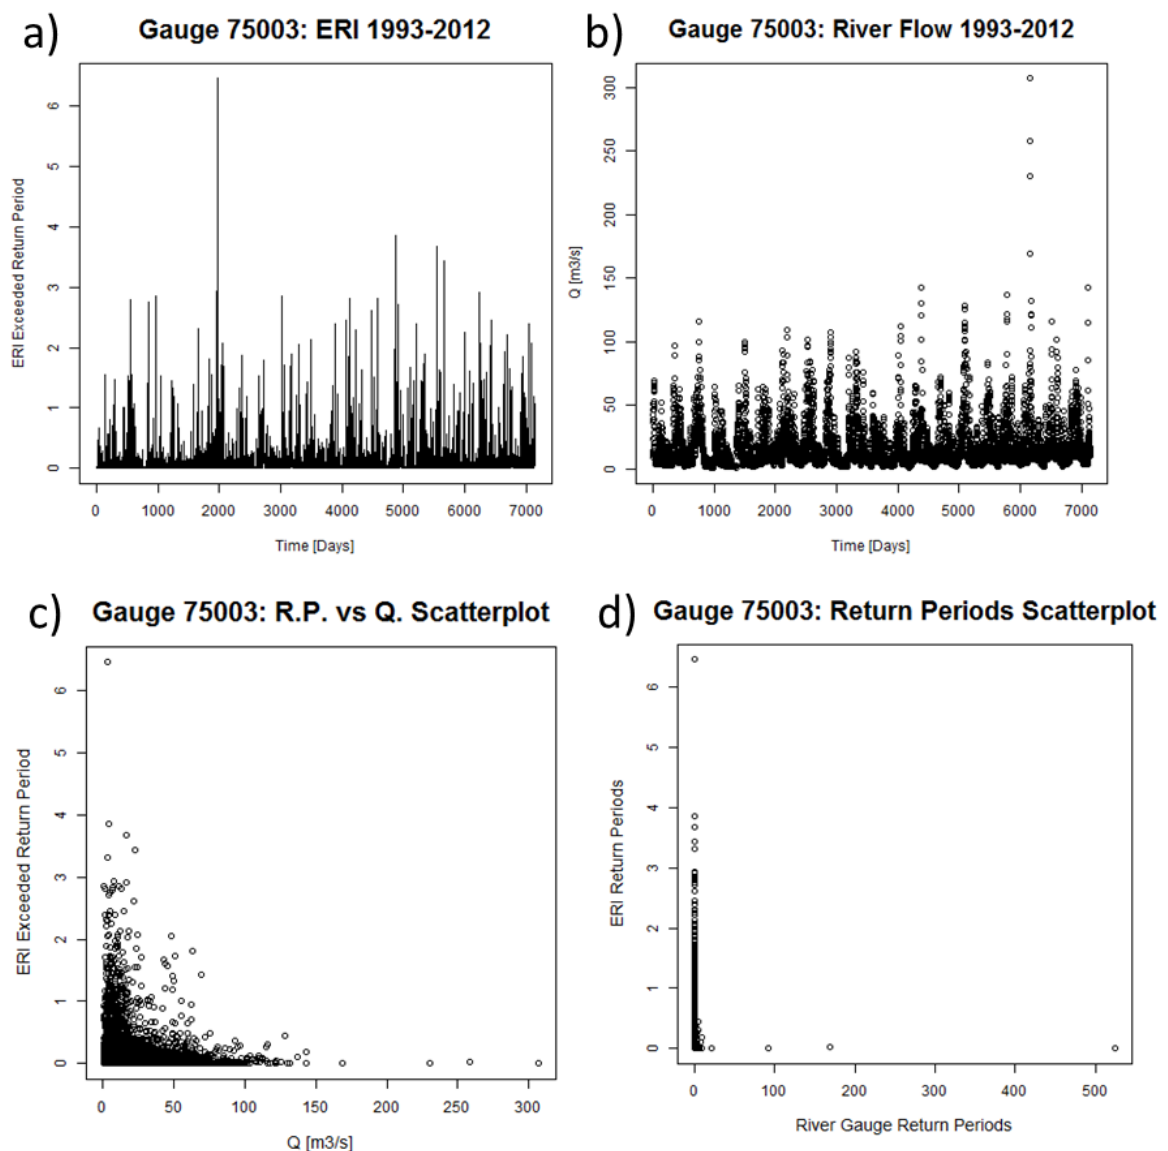 a) Gauge 75003: ERI 1993-2012
ERI Exceeded Return Period
6
5
4
3
2
1
0
0 1000 2000 3000 4000 5000 6000 7000
Time [Days]
b) Gauge 75003: River Flow 1993-2012
Q [m3/s]
300
250
200
150
100
50
0
0 1000 2000 3000 4000 5000 6000 7000
Time [Days]
c) Gauge 75003: R.P. vs Q. Scatterplot
ERI Exceeded Return Period
6
5
4
3
2
1
0
0 50 100 150 200 250 300
Q [m3/s]
d) Gauge 75003: Return Periods Scatterplot
ERI Return Periods
6
5
4
3
2
1
0
0 100 200 300 400 500
River Gauge Return Periods